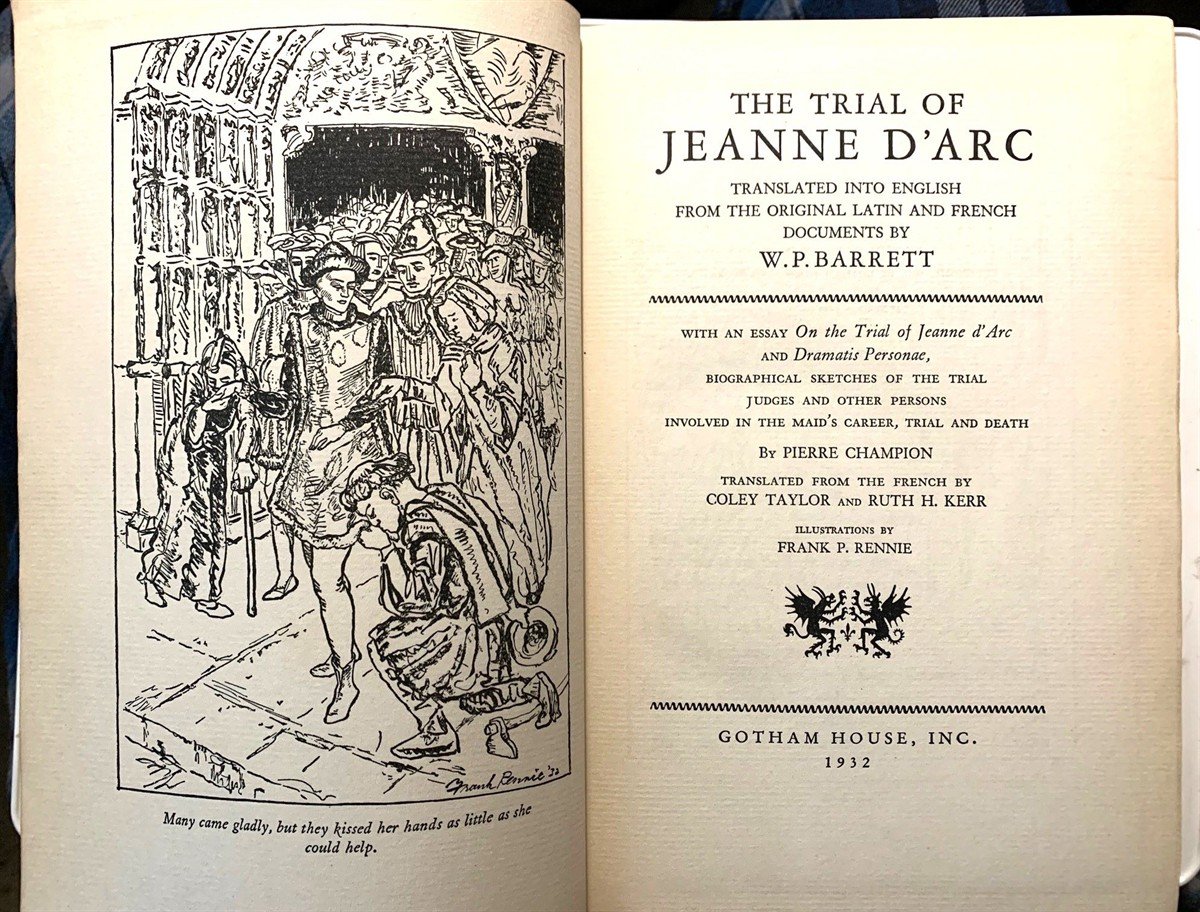 Frank Rennie '32
Many came gladly, but they kissed her hands as little as she
could help.
THE TRIAL OF
JEANNE D'ARC
TRANSLATED INTO ENGLISH
FROM THE ORIGINAL LATIN AND FRENCH
DOCUMENTS BY
W. P. BARRETT
WITH AN ESSAY On the Trial of Jeanne d'Arc
AND Dramatis Personae,
BIOGRAPHICAL SKETCHES OF THE TRIAL
JUDGES AND OTHER PERSONS
INVOLVED IN THE MAID'S CAREER, TRIAL AND DEATH
BY PIERRE CHAMPION
TRANSLATED FROM THE FRENCH BY
COLEY TAYLOR AND RUTH H. KERR
ILLUSTRATIONS BY
FRANK P. RENNIE
GOTHAM HOUSE, INC.
1932